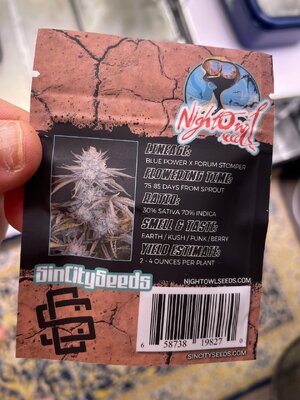 Night Owl
Seeds
LINEAGE:
BLUE POWER X FORUM STOMPER
FLOWERING TIME:
75-85 DAYS FROM SPROUT
RATIO:
30% SATIVA 70% INDICA
SMELL & TASTE:
EARTH / KUSH / FUNK / BERRY
YIELD ESTIMATE:
2 - 4 OUNCES PER PLANT
SinCitySeeds
NIGHTOWLSEEDS.COM
6 58738 19827 0
SINCITYSEEDS.COM